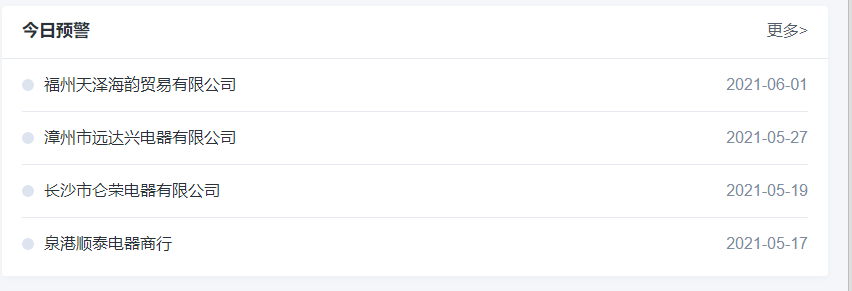 今日预警 更多>
福州天泽海韵贸易有限公司 2021-06-01
漳州市远达兴电器有限公司 2021-05-27
长沙市仑荣电器有限公司 2021-05-19
泉港顺泰电器商行 2021-05-17